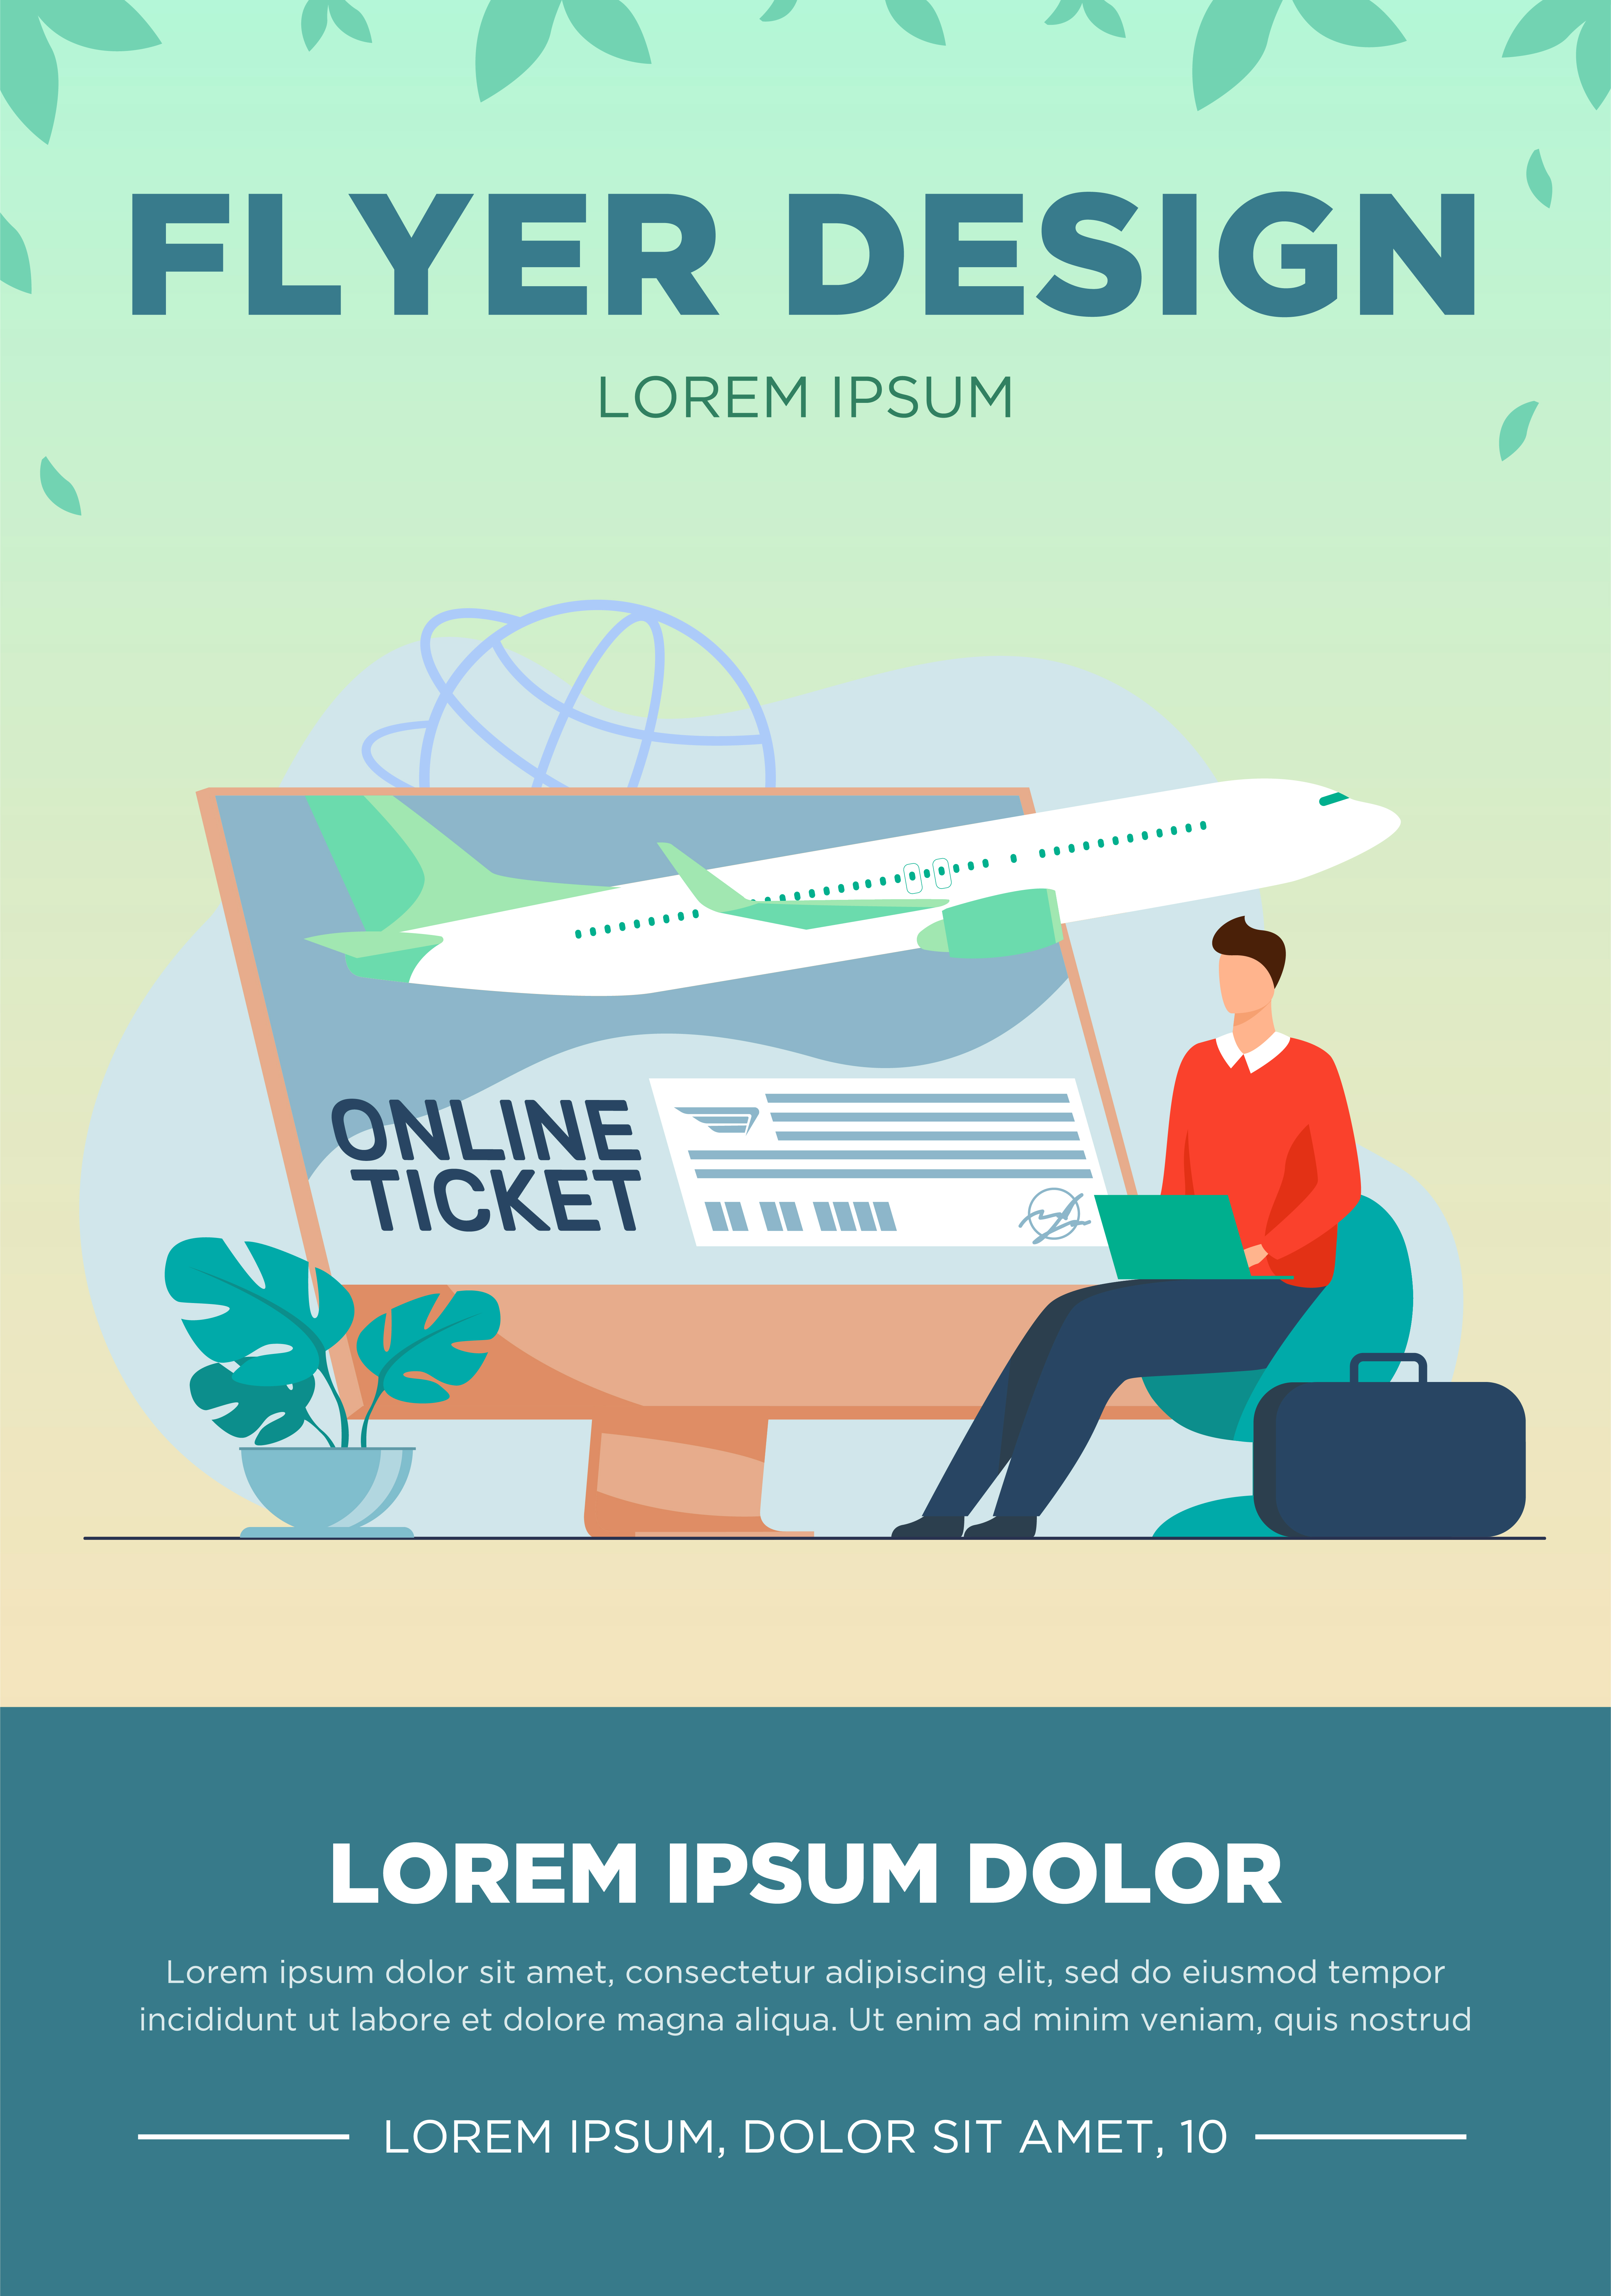 FLYER DESIGN
LOREM IPSUM
ONLINE
TICKET
LOREM IPSUM DOLOR
Lorem ipsum dolor sit amet, consectetur adipiscing elit, sed do eiusmod tempor
incididunt ut labore et dolore magna aliqua. Ut enim ad minim veniam, quis nostrud
LOREM IPSUM, DOLOR SIT AMET, 10